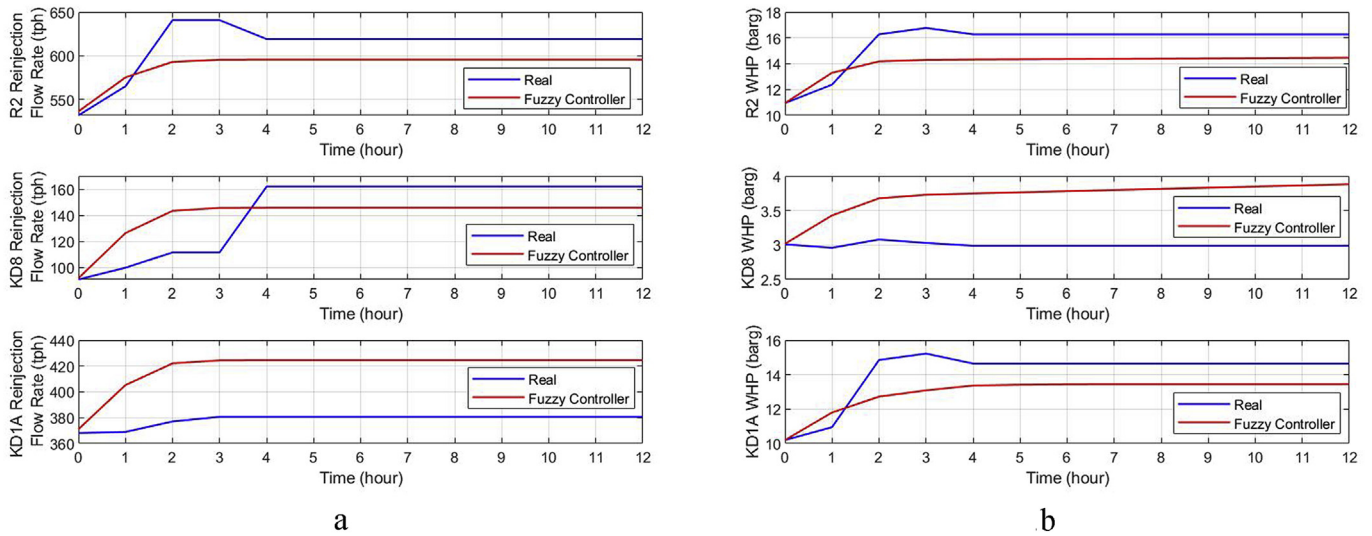 R2 Reinjection
Flow Rate (tph)
650
600
550
Real
Fuzzy Controller
0 1 2 3 4 5 6 7 8 9 10 11 12
Time (hour)
KD8 Reinjection
Flow Rate (tph)
160
140
120
100
Real
Fuzzy Controller
0 1 2 3 4 5 6 7 8 9 10 11 12
Time (hour)
KD1A Reinjection
Flow Rate (tph)
440
420
400
380
360
Real
Fuzzy Controller
0 1 2 3 4 5 6 7 8 9 10 11 12
Time (hour)
a
R2 WHP (barg)
18
16
14
12
10
Real
Fuzzy Controller
0 1 2 3 4 5 6 7 8 9 10 11 12
Time (hour)
KD8 WHP (barg)
4
3.5
3
2.5
Real
Fuzzy Controller
0 1 2 3 4 5 6 7 8 9 10 11 12
Time (hour)
KD1A WHP (barg)
16
14
12
10
Real
Fuzzy Controller
0 1 2 3 4 5 6 7 8 9 10 11 12
Time (hour)
b